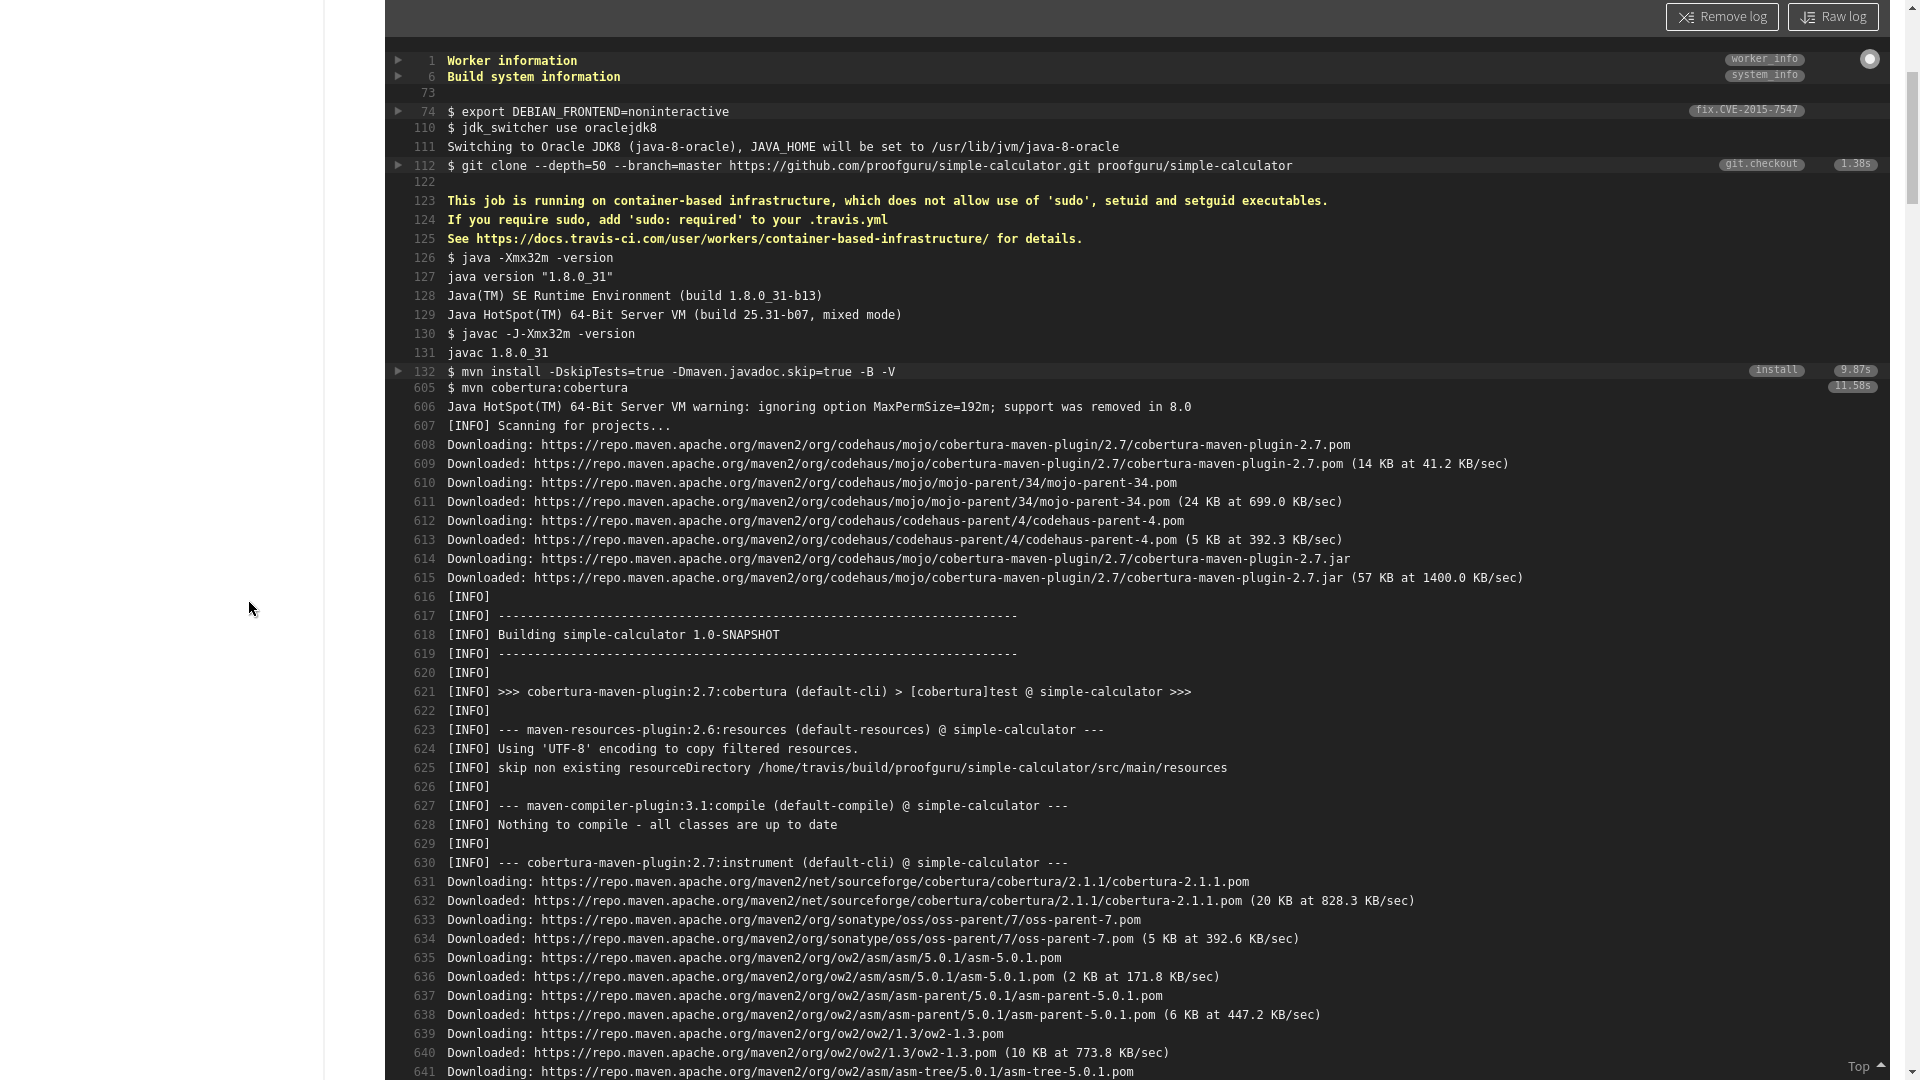 Remove log Raw log
1 Worker information worker_info
6 Build system information system_info
73
74 $ export DEBIAN_FRONTEND=noninteractive fix.CVE-2015-7547
110 $ jdk_switcher use oraclejdk8
111 Switching to Oracle JDK8 (java-8-oracle), JAVA_HOME will be set to /usr/lib/jvm/java-8-oracle
112 $ git clone --depth=50 --branch=master https://github.com/proofguru/simple-calculator.git proofguru/simple-calculator git.checkout 1.38s
122
123 This job is running on container-based infrastructure, which does not allow use of 'sudo', setuid and setguid executables.
124 If you require sudo, add 'sudo: required' to your .travis.yml
125 See https://docs.travis-ci.com/user/workers/container-based-infrastructure/ for details.
126 $ java -Xmx32m -version
127 java version "1.8.0_31"
128 Java(TM) SE Runtime Environment (build 1.8.0_31-b13)
129 Java HotSpot(TM) 64-Bit Server VM (build 25.31-b07, mixed mode)
130 $ javac -J-Xmx32m -version
131 javac 1.8.0_31
132 $ mvn install -DskipTests=true -Dmaven.javadoc.skip=true -B -V install 9.87s
605 $ mvn cobertura:cobertura 11.58s
606 Java HotSpot(TM) 64-Bit Server VM warning: ignoring option MaxPermSize=192m; support was removed in 8.0
607 [INFO] Scanning for projects...
608 Downloading: https://repo.maven.apache.org/maven2/org/codehaus/mojo/cobertura-maven-plugin/2.7/cobertura-maven-plugin-2.7.pom
609 Downloaded: https://repo.maven.apache.org/maven2/org/codehaus/mojo/cobertura-maven-plugin/2.7/cobertura-maven-plugin-2.7.pom (14 KB at 41.2 KB/sec)
610 Downloading: https://repo.maven.apache.org/maven2/org/codehaus/mojo/mojo-parent/34/mojo-parent-34.pom
611 Downloaded: https://repo.maven.apache.org/maven2/org/codehaus/mojo/mojo-parent/34/mojo-parent-34.pom (24 KB at 699.0 KB/sec)
612 Downloading: https://repo.maven.apache.org/maven2/org/codehaus/codehaus-parent/4/codehaus-parent-4.pom
613 Downloaded: https://repo.maven.apache.org/maven2/org/codehaus/codehaus-parent/4/codehaus-parent-4.pom (5 KB at 392.3 KB/sec)
614 Downloading: https://repo.maven.apache.org/maven2/org/codehaus/mojo/cobertura-maven-plugin/2.7/cobertura-maven-plugin-2.7.jar
615 Downloaded: https://repo.maven.apache.org/maven2/org/codehaus/mojo/cobertura-maven-plugin/2.7/cobertura-maven-plugin-2.7.jar (57 KB at 1400.0 KB/sec)
616 [INFO]
617 [INFO] ------------------------------------------------------------------------
618 [INFO] Building simple-calculator 1.0-SNAPSHOT
619 [INFO] ------------------------------------------------------------------------
620 [INFO]
621 [INFO] >>> cobertura-maven-plugin:2.7:cobertura (default-cli) > [cobertura]test @ simple-calculator >>>
622 [INFO]
623 [INFO] --- maven-resources-plugin:2.6:resources (default-resources) @ simple-calculator ---
624 [INFO] Using 'UTF-8' encoding to copy filtered resources.
625 [INFO] skip non existing resourceDirectory /home/travis/build/proofguru/simple-calculator/src/main/resources
626 [INFO]
627 [INFO] --- maven-compiler-plugin:3.1:compile (default-compile) @ simple-calculator ---
628 [INFO] Nothing to compile - all classes are up to date
629 [INFO]
630 [INFO] --- cobertura-maven-plugin:2.7:instrument (default-cli) @ simple-calculator ---
631 Downloading: https://repo.maven.apache.org/maven2/net/sourceforge/cobertura/cobertura/2.1.1/cobertura-2.1.1.pom
632 Downloaded: https://repo.maven.apache.org/maven2/net/sourceforge/cobertura/cobertura/2.1.1/cobertura-2.1.1.pom (20 KB at 828.3 KB/sec)
633 Downloading: https://repo.maven.apache.org/maven2/org/sonatype/oss/oss-parent/7/oss-parent-7.pom
634 Downloaded: https://repo.maven.apache.org/maven2/org/sonatype/oss/oss-parent/7/oss-parent-7.pom (5 KB at 392.6 KB/sec)
635 Downloading: https://repo.maven.apache.org/maven2/org/ow2/asm/asm/5.0.1/asm-5.0.1.pom
636 Downloaded: https://repo.maven.apache.org/maven2/org/ow2/asm/asm/5.0.1/asm-5.0.1.pom (2 KB at 171.8 KB/sec)
637 Downloading: https://repo.maven.apache.org/maven2/org/ow2/asm/asm-parent/5.0.1/asm-parent-5.0.1.pom
638 Downloaded: https://repo.maven.apache.org/maven2/org/ow2/asm/asm-parent/5.0.1/asm-parent-5.0.1.pom (6 KB at 447.2 KB/sec)
639 Downloading: https://repo.maven.apache.org/maven2/org/ow2/ow2/1.3/ow2-1.3.pom
640 Downloaded: https://repo.maven.apache.org/maven2/org/ow2/ow2/1.3/ow2-1.3.pom (10 KB at 773.8 KB/sec)
641 Downloading: https://repo.maven.apache.org/maven2/org/ow2/asm/asm-tree/5.0.1/asm-tree-5.0.1.pom
Top